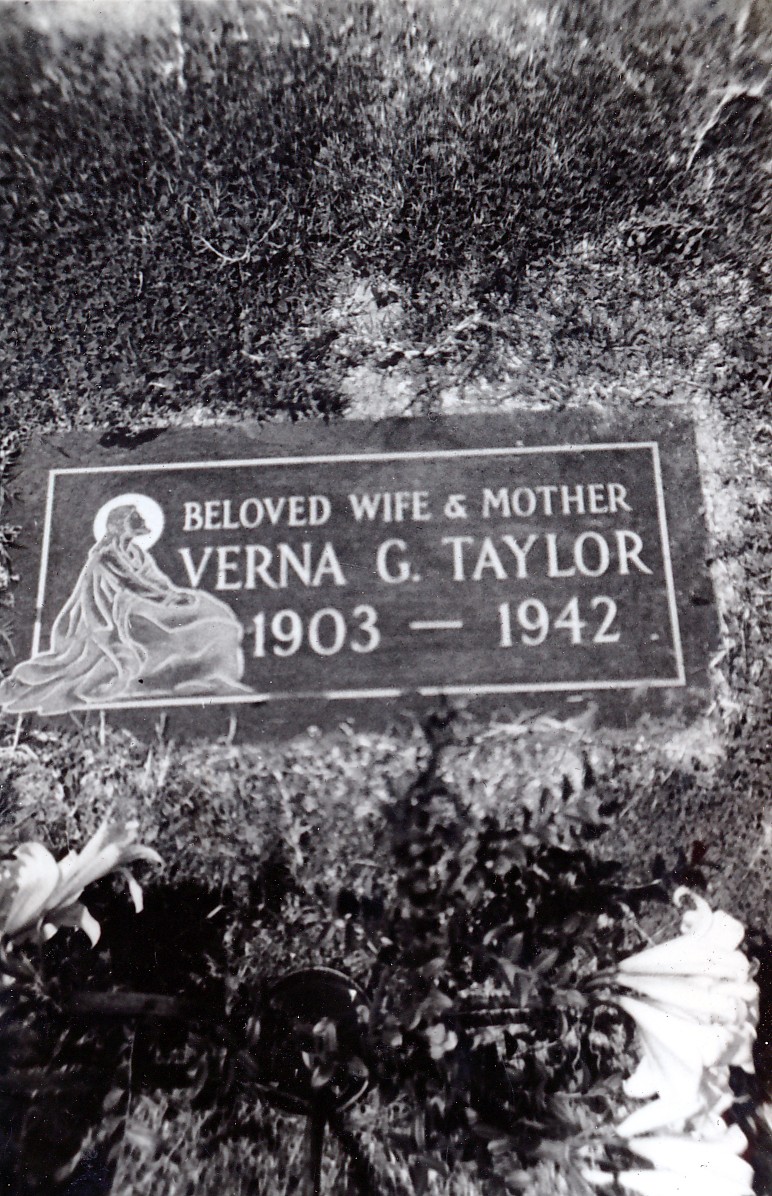 BELOVED WIFE & MOTHER
VERNA G. TAYLOR
1903 — 1942